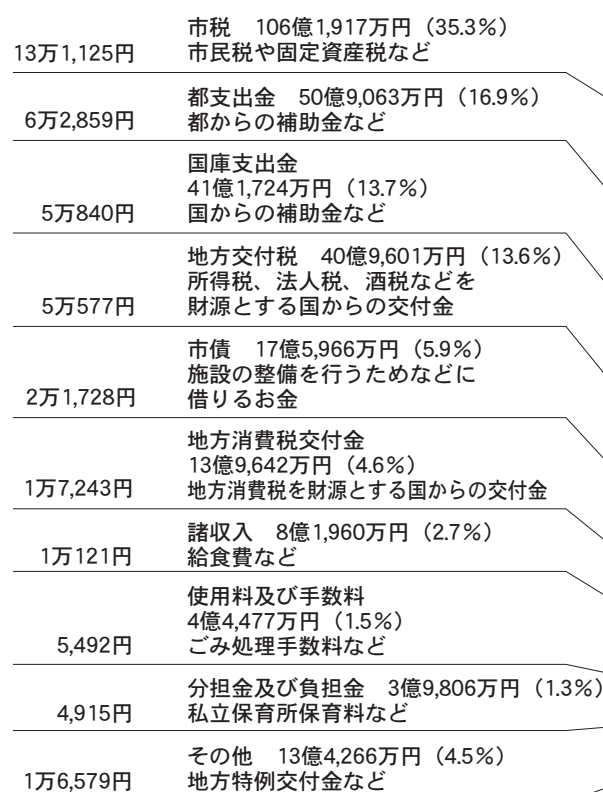 市税　106億1,917万円（35.3％）
13万1,125円　市民税や固定資産税など
都支出金　50億9,063万円（16.9％）
6万2,859円　都からの補助金など
国庫支出金
41億1,724万円（13.7％）
5万840円　国からの補助金など
地方交付税　40億9,601万円（13.6％）
所得税、法人税、酒税などを
5万577円　財源とする国からの交付金
市債　17億5,966万円（5.9％）
施設の整備を行うためなどに
2万1,728円　借りるお金
地方消費税交付金
13億9,642万円（4.6％）
1万7,243円　地方消費税を財源とする国からの交付金
諸収入　8億1,960万円（2.7％）
1万121円　給食費など
使用料及び手数料
4億4,477万円（1.5％）
5,492円　ごみ処理手数料など
分担金及び負担金　3億9,806万円（1.3％）
4,915円　私立保育所保育料など
その他　13億4,266万円（4.5％）
1万6,579円　地方特例交付金など